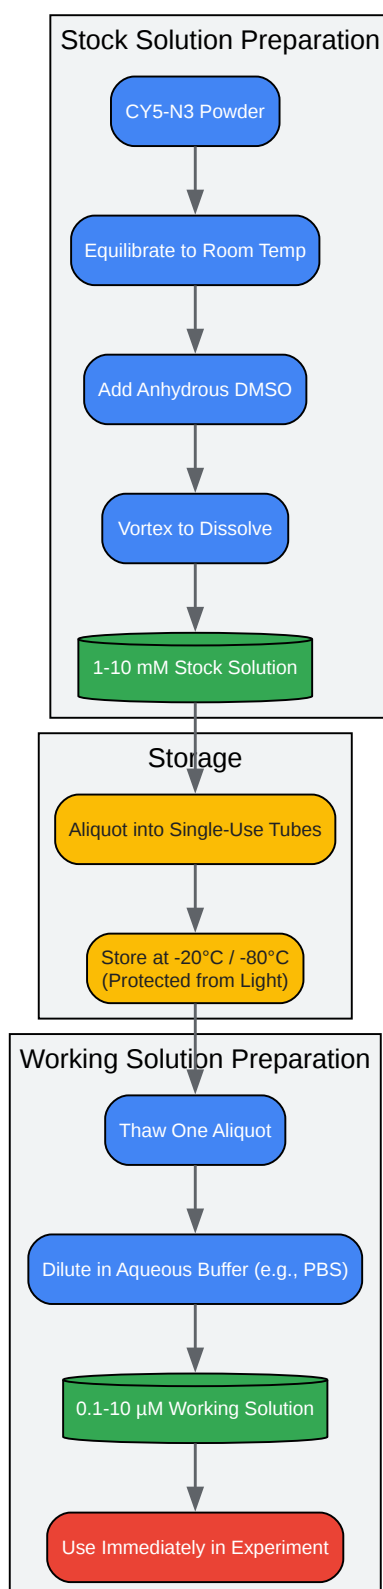 Stock Solution Preparation
CY5-N3 Powder
Equilibrate to Room Temp
Add Anhydrous DMSO
Vortex to Dissolve
1-10 mM Stock Solution
Storage
Aliquot into Single-Use Tubes
Store at -20°C / -80°C
(Protected from Light)
Working Solution Preparation
Thaw One Aliquot
Dilute in Aqueous Buffer (e.g., PBS)
0.1-10 µM Working Solution
Use Immediately in Experiment